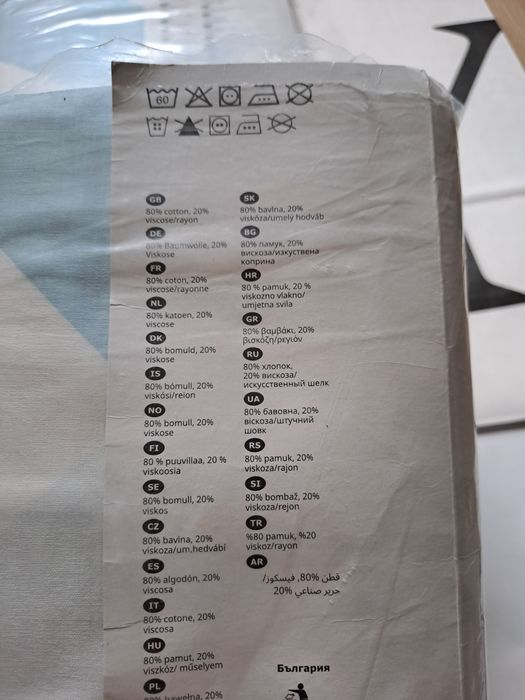 60
GB
80% cotton, 20%
viscose/rayon
DE
80% Baumwolle, 20%
Viskose
FR
80% coton, 20%
viscose/rayonne
NL
80% katoen, 20%
viscose
DK
80% bomuld, 20%
viskose
IS
80% bómull, 20%
viskósi/reion
NO
80% bomull, 20%
viskose
FI
80 % puuvillaa, 20 %
viskoosia
SE
80% bomull, 20%
viskos
CZ
80% bavlna, 20%
viskoza/um.hedvábí
ES
80% algodón, 20%
viscosa
IT
80% cotone, 20%
viscosa
HU
80% pamut, 20%
viszkóz/ műselyem
PL
80% bawełna, 20%
SK
80% bavlna, 20%
viskóza/umelý hodváb
BG
80% памук, 20%
вискоза/изкуствена
коприна
HR
80 % pamuk, 20 %
viskozno vlakno/
umjetna svila
GR
80% βαμβάκι, 20%
βισκόζη/ρεγιόν
RU
80% хлопок,
20% вискоза/
искусственный шелк
UA
80% бавовна, 20%
віскоза/штучний
шовк
RS
80% pamuk, 20%
viskoza/rajon
SI
80% bombaž, 20%
viskoza/rejon
TR
%80 pamuk, %20
viskoz/rayon
AR
قطن 80%, فيسكوز/
حرير صناعي 20%
България